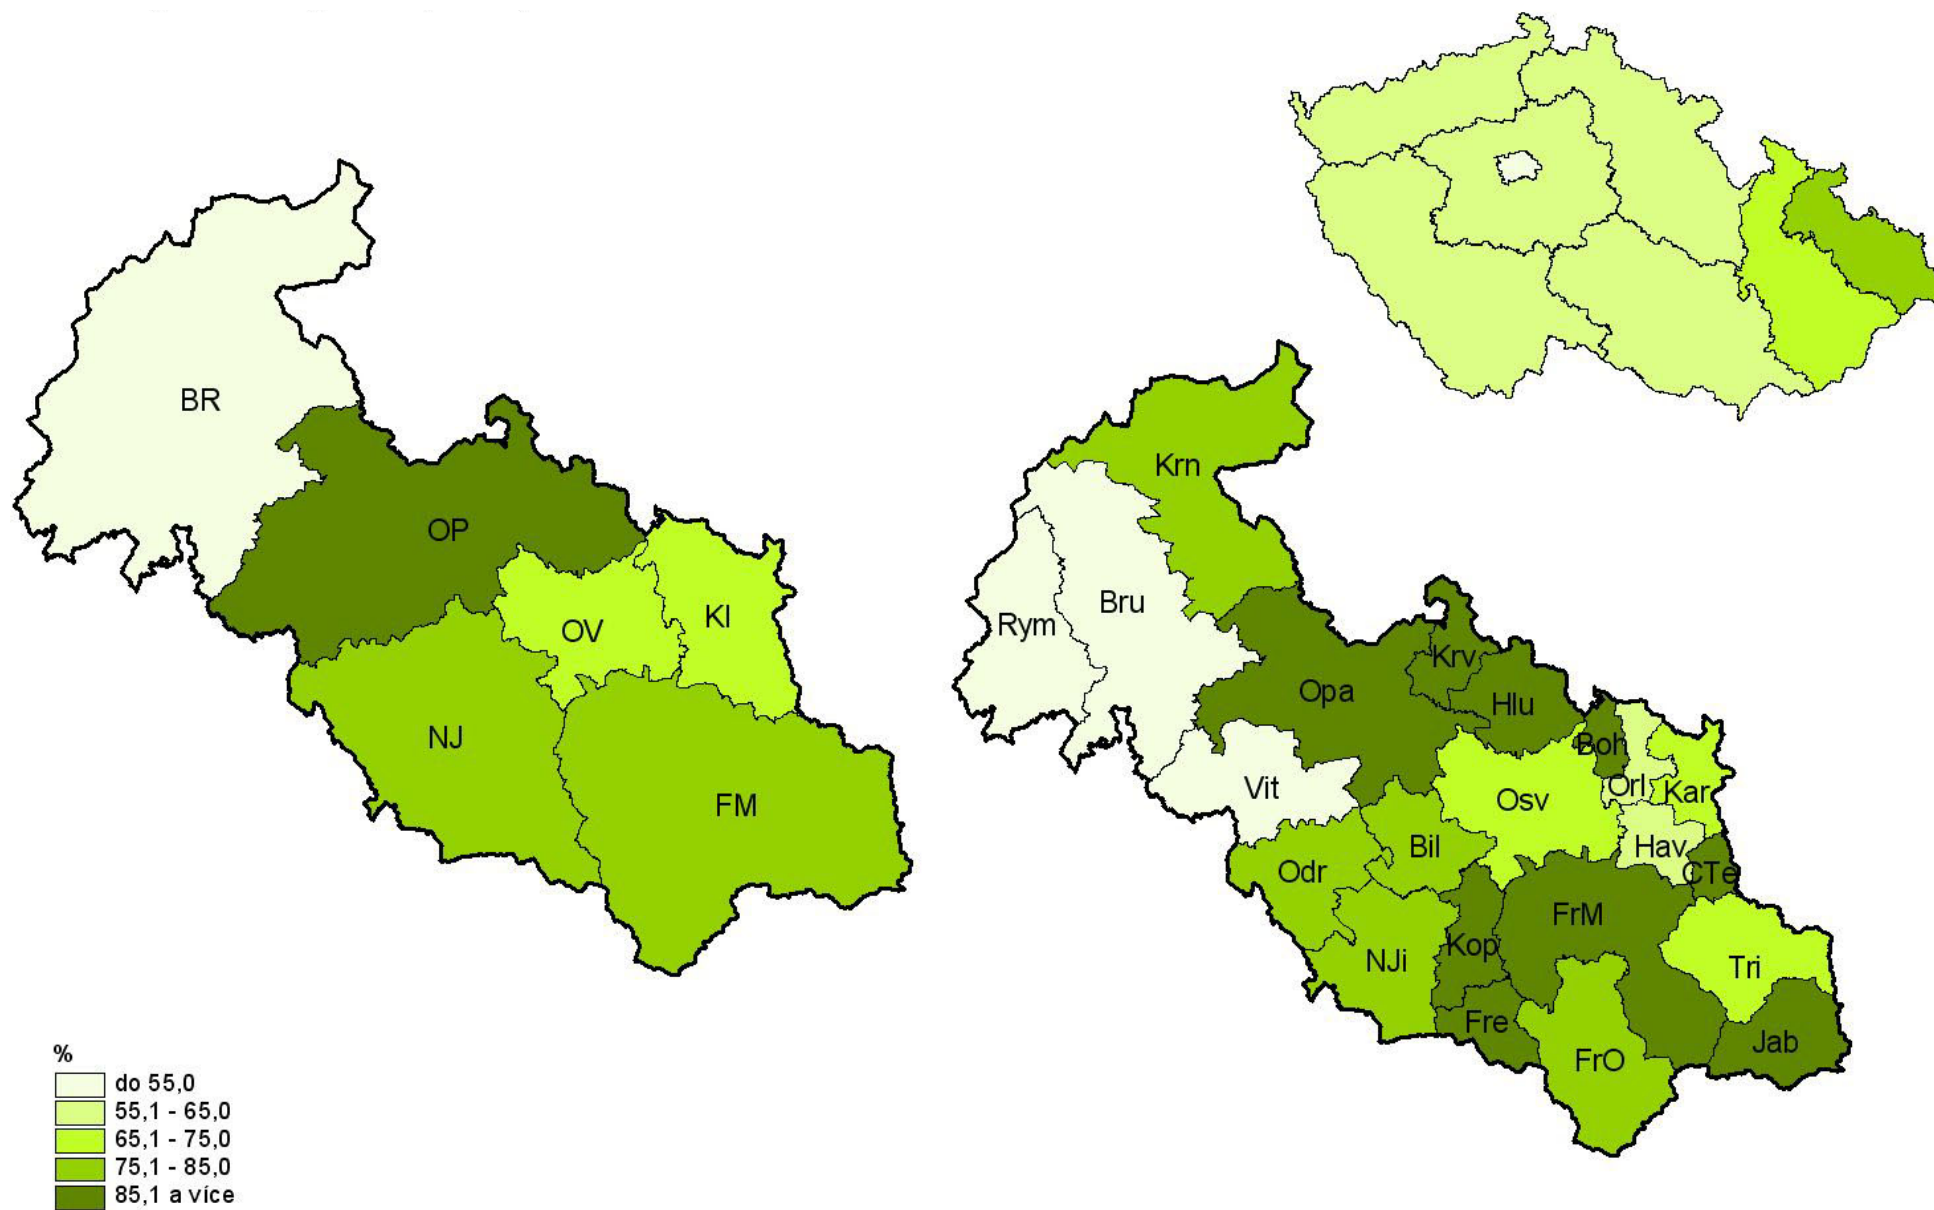 BR
OP
OV
KI
NJ
FM
Krn
Rym
Bru
Opa
Krv
Hlu
Boh
Vit
Osv
Orl
Kar
Bil
Hav
Odr
CTe
FrM
Kop
NJi
Tri
Fre
Jab
FrO
%
do 55,0
55,1 - 65,0
65,1 - 75,0
75,1 - 85,0
85,1 a více